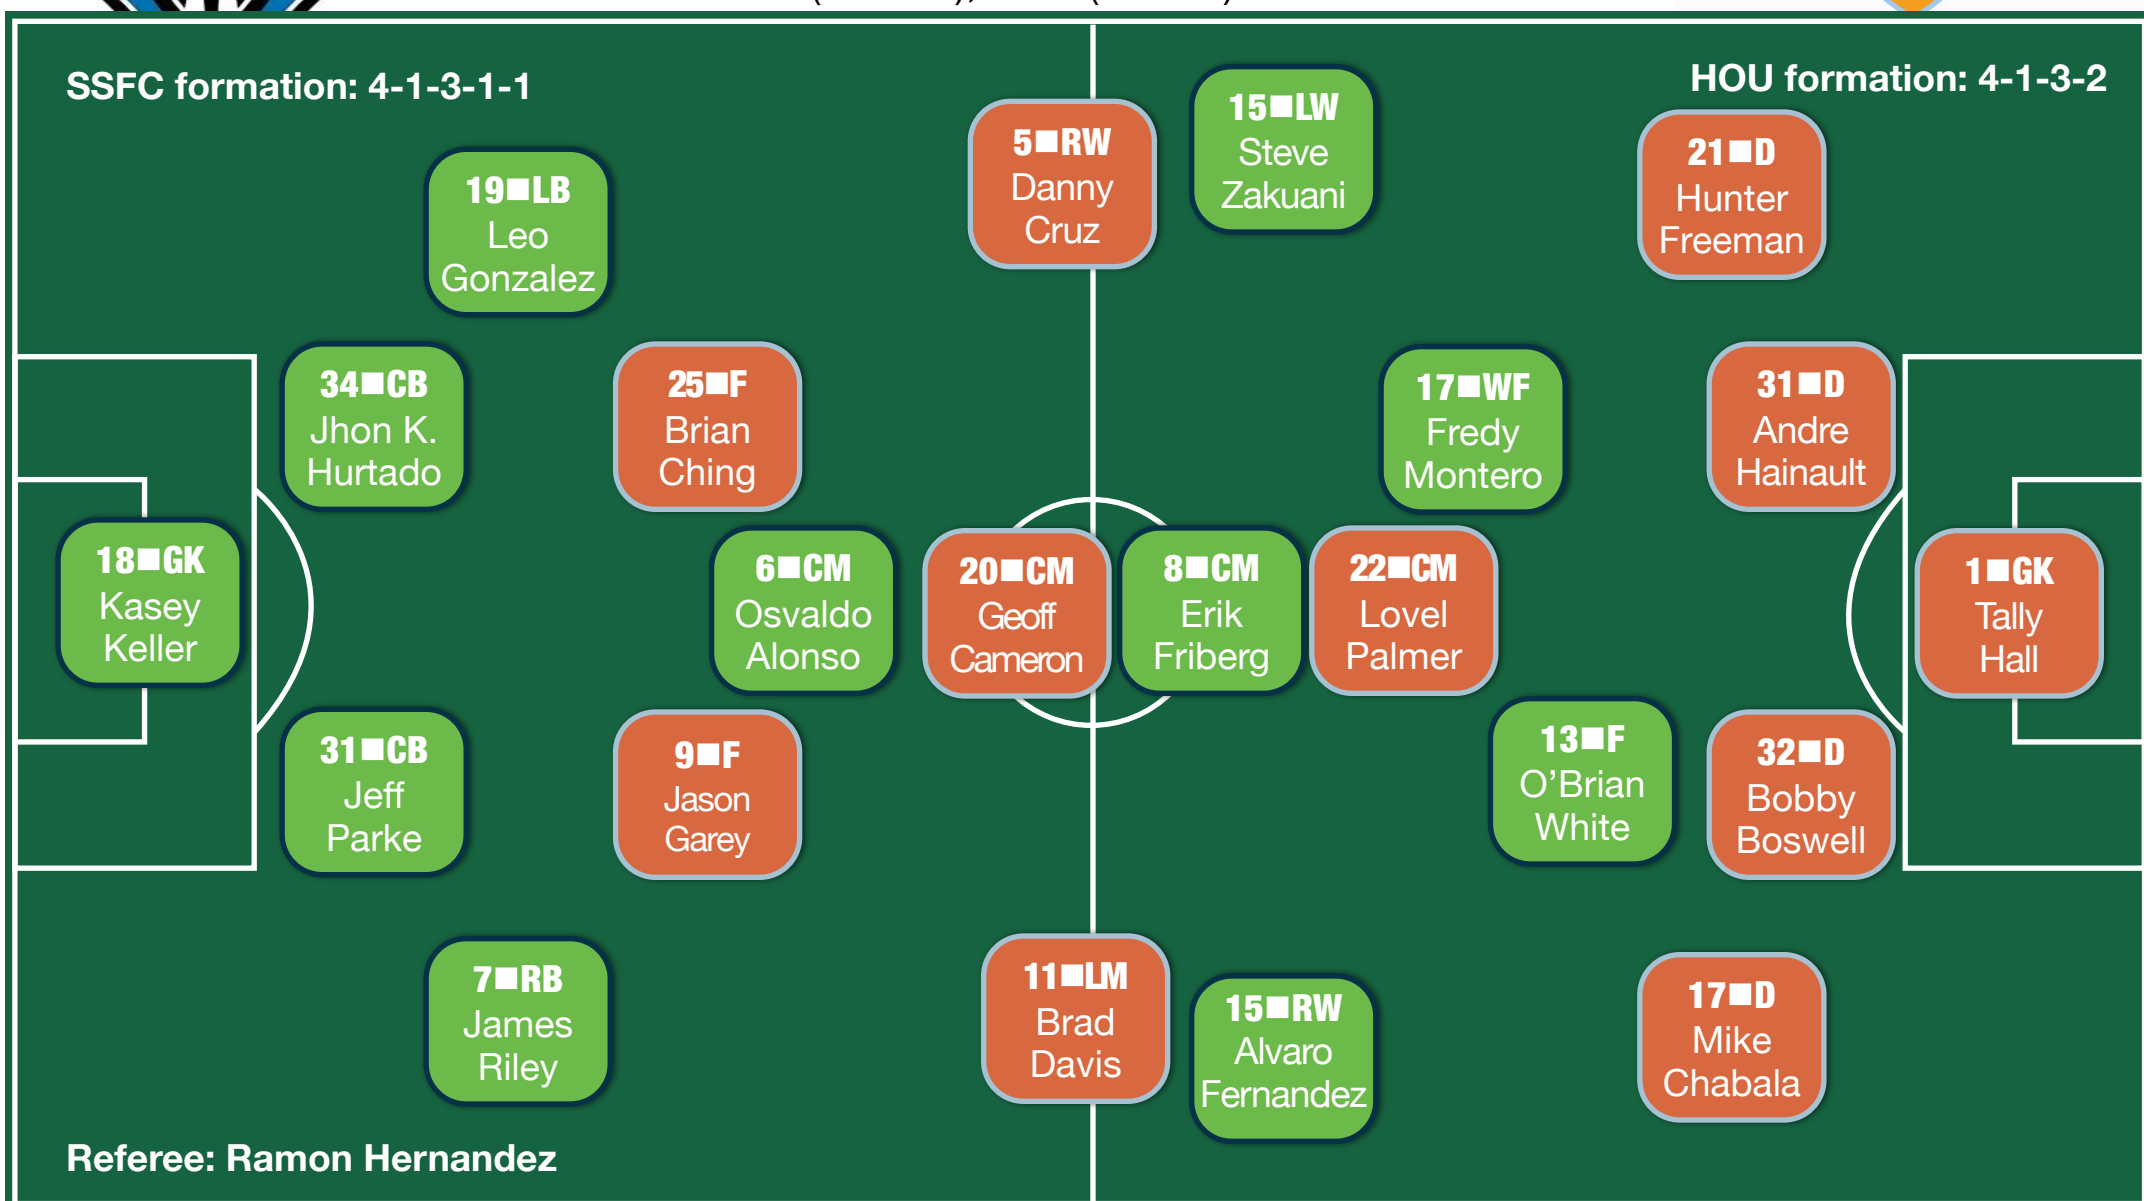 SSFC formation: 4-1-3-1-1
HOU formation: 4-1-3-2
19■LB
Leo
Gonzalez
5■RW
Danny
Cruz
15■LW
Steve
Zakuani
21■D
Hunter
Freeman
34■CB
Jhon K.
Hurtado
25■F
Brian
Ching
17■WF
Fredy
Montero
31■D
Andre
Hainault
18■GK
Kasey
Keller
6■CM
Osvaldo
Alonso
20■CM
Geoff
Cameron
8■CM
Erik
Friberg
22■CM
Lovel
Palmer
1■GK
Tally
Hall
31■CB
Jeff
Parke
9■F
Jason
Garey
13■F
O’Brian
White
32■D
Bobby
Boswell
7■RB
James
Riley
11■LM
Brad
Davis
15■RW
Alvaro
Fernandez
17■D
Mike
Chabala
Referee: Ramon Hernandez